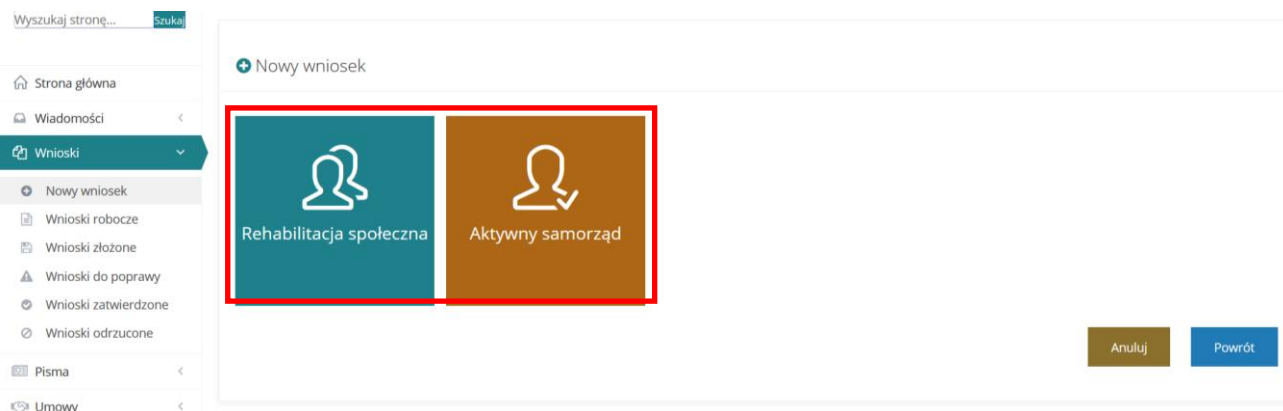 Wyszukaj stronę...
Szukaj
Strona główna
Wiadomości
Wnioski
Nowy wniosek
Wnioski robocze
Wnioski złożone
Wnioski do poprawy
Wnioski zatwierdzone
Wnioski odrzucone
Pisma
Umowy
Nowy wniosek
Rehabilitacja społeczna
Aktywny samorząd
Anuluj
Powrót